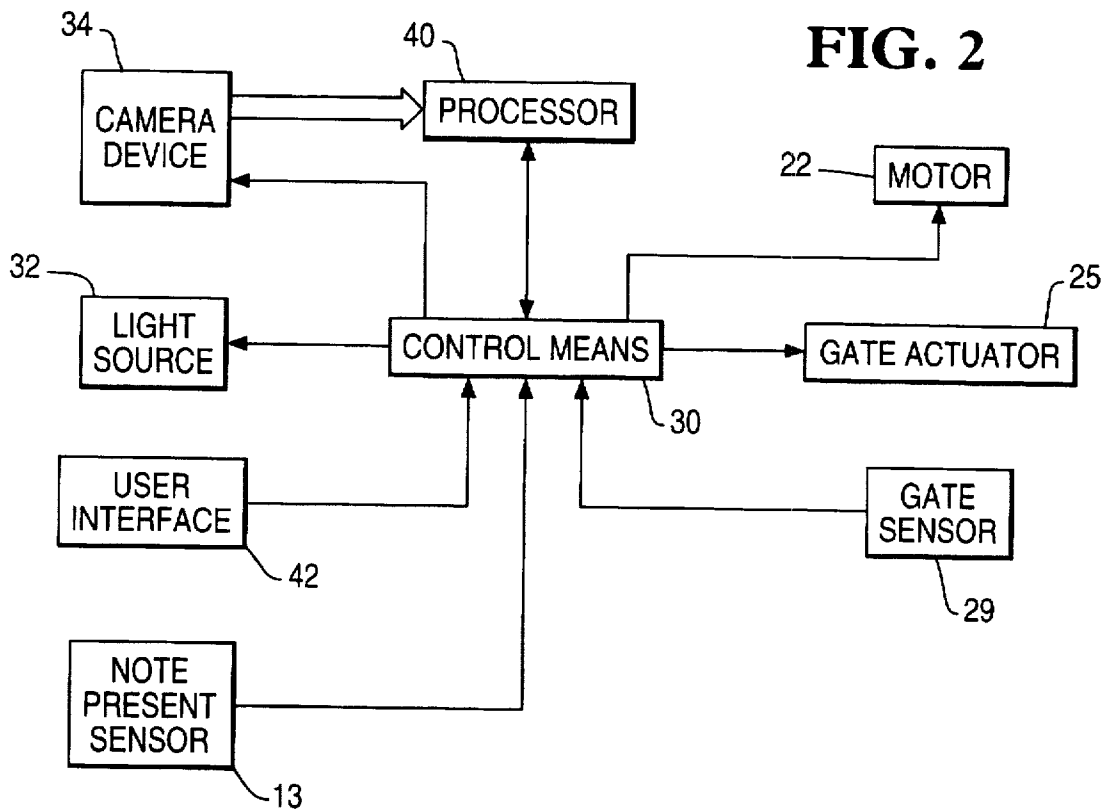 FIG. 2
34
CAMERA
DEVICE
40
PROCESSOR
22
MOTOR
32
LIGHT
SOURCE
CONTROL MEANS
30
25
GATE ACTUATOR
USER
INTERFACE
42
GATE
SENSOR
29
NOTE
PRESENT
SENSOR
13